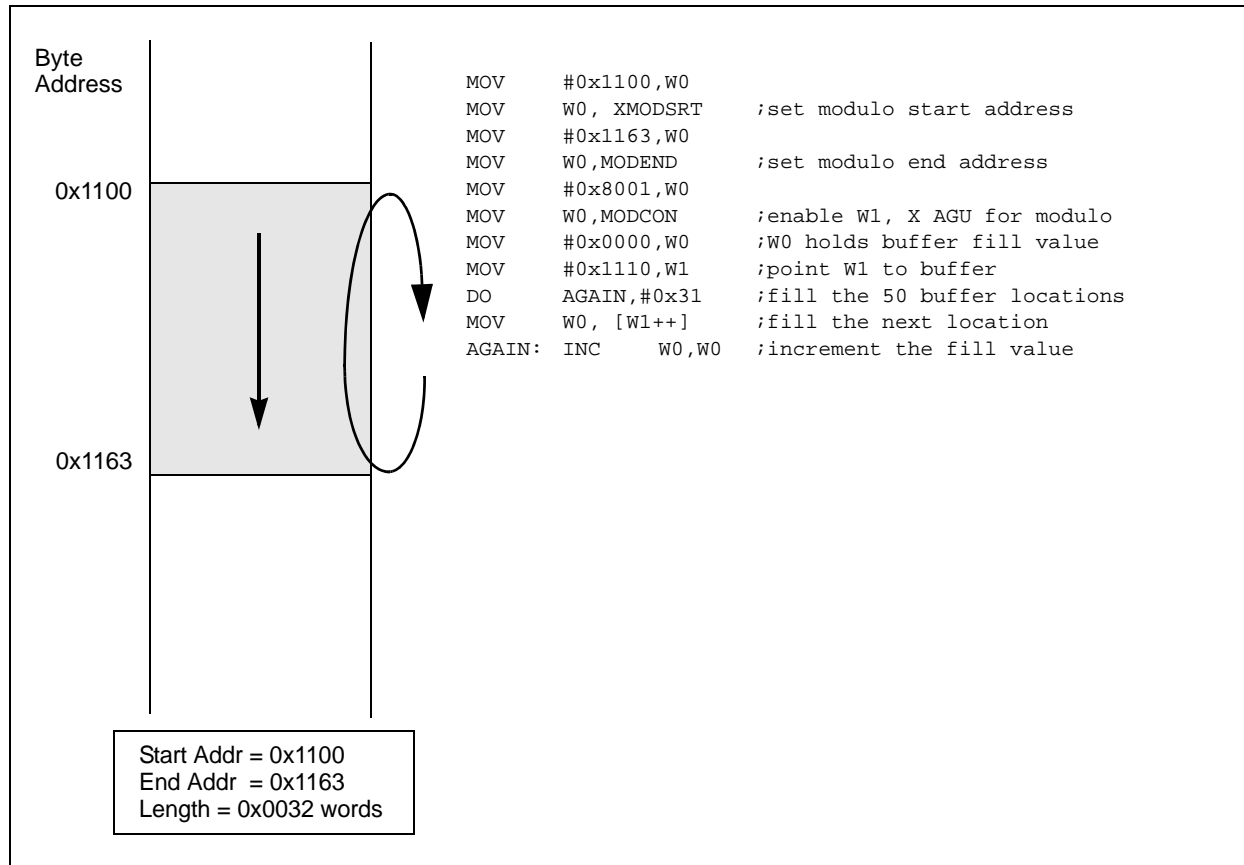 Byte
Address
0x1100
0x1163
MOV #0x1100,W0
MOV W0, XMODSRT ;set modulo start address
MOV #0x1163,W0
MOV W0,MODEND ;set modulo end address
MOV #0x8001,W0
MOV W0,MODCON ;enable W1, X AGU for modulo
MOV #0x0000,W0 ;W0 holds buffer fill value
MOV #0x1110,W1 ;point W1 to buffer
DO AGAIN,#0x31 ;fill the 50 buffer locations
MOV W0, [W1++] ;fill the next location
AGAIN: INC W0,W0 ;increment the fill value
Start Addr = 0x1100
End Addr = 0x1163
Length = 0x0032 words